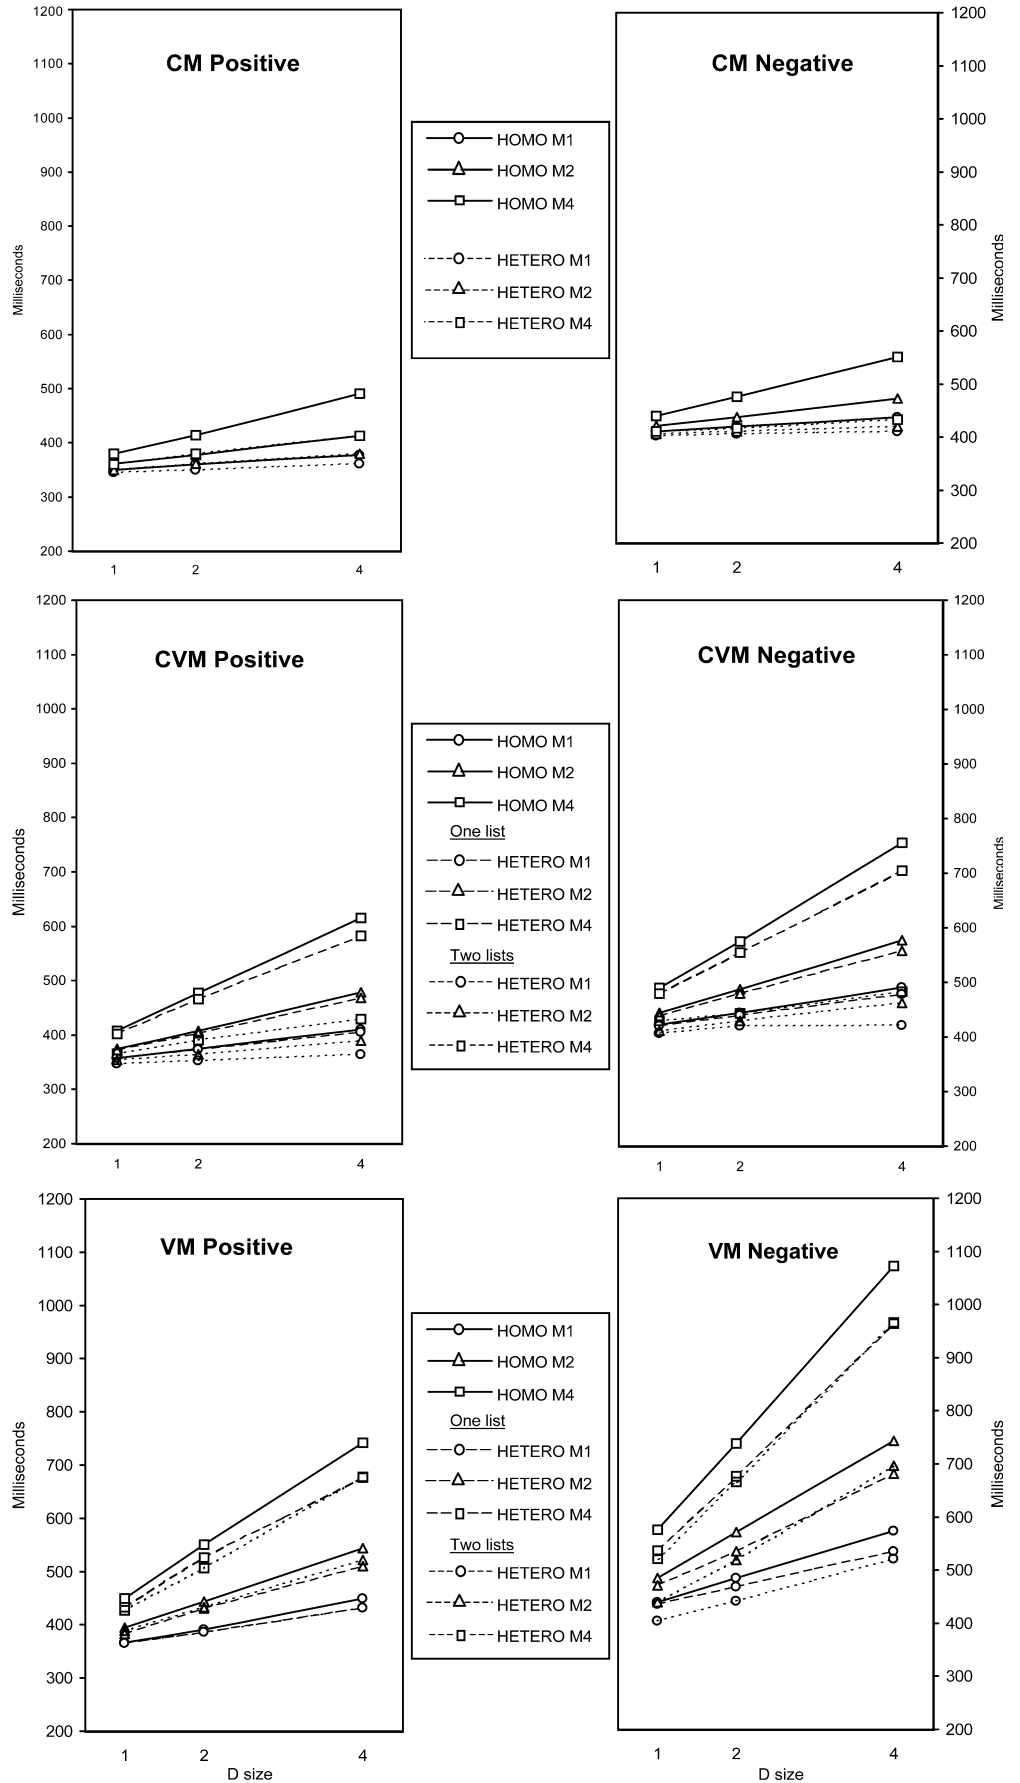 CM Positive
1200
1100
1000
900
800
700
600
500
400
300
200
Milliseconds
1 2 4
HOMO M1
HOMO M2
HOMO M4
HETERO M1
HETERO M2
HETERO M4
CM Negative
1200
1100
1000
900
800
700
600
500
400
300
200
Milliseconds
1 2 4
CVM Positive
1200
1100
1000
900
800
700
600
500
400
300
200
Milliseconds
1 2 4
HOMO M1
HOMO M2
HOMO M4
One list
HETERO M1
HETERO M2
HETERO M4
Two lists
HETERO M1
HETERO M2
HETERO M4
CVM Negative
1200
1100
1000
900
800
700
600
500
400
300
200
Milliseconds
1 2 4
VM Positive
1200
1100
1000
900
800
700
600
500
400
300
200
Milliseconds
1 2 4
D size
HOMO M1
HOMO M2
HOMO M4
One list
HETERO M1
HETERO M2
HETERO M4
Two lists
HETERO M1
HETERO M2
HETERO M4
VM Negative
1200
1100
1000
900
800
700
600
500
400
300
200
Milliseconds
1 2 4
D size